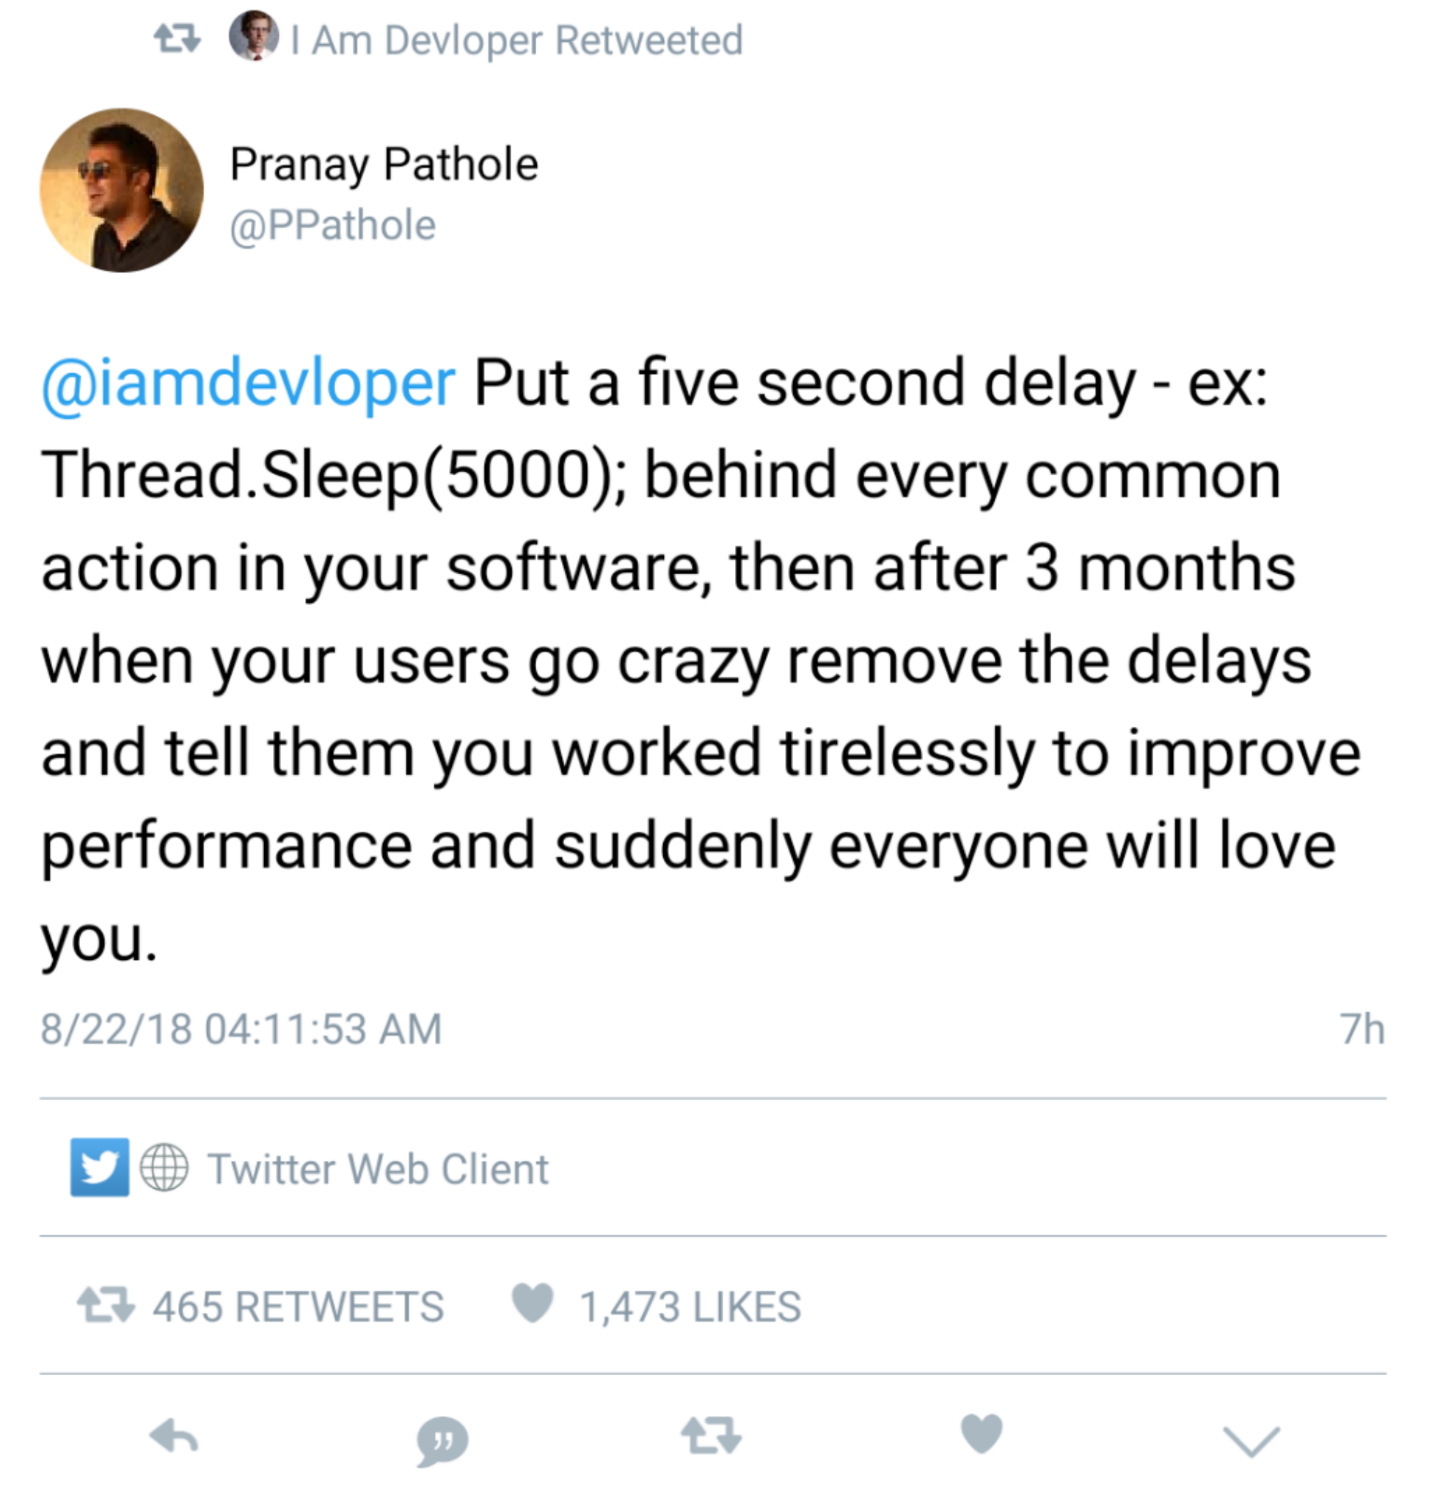 I Am Devloper Retweeted
Pranay Pathole
@PPathole
@iamdevloper Put a five second delay - ex:
Thread.Sleep(5000); behind every common
action in your software, then after 3 months
when your users go crazy remove the delays
and tell them you worked tirelessly to improve
performance and suddenly everyone will love
you.
8/22/18 04:11:53 AM 7h
Twitter Web Client
465 RETWEETS 1,473 LIKES